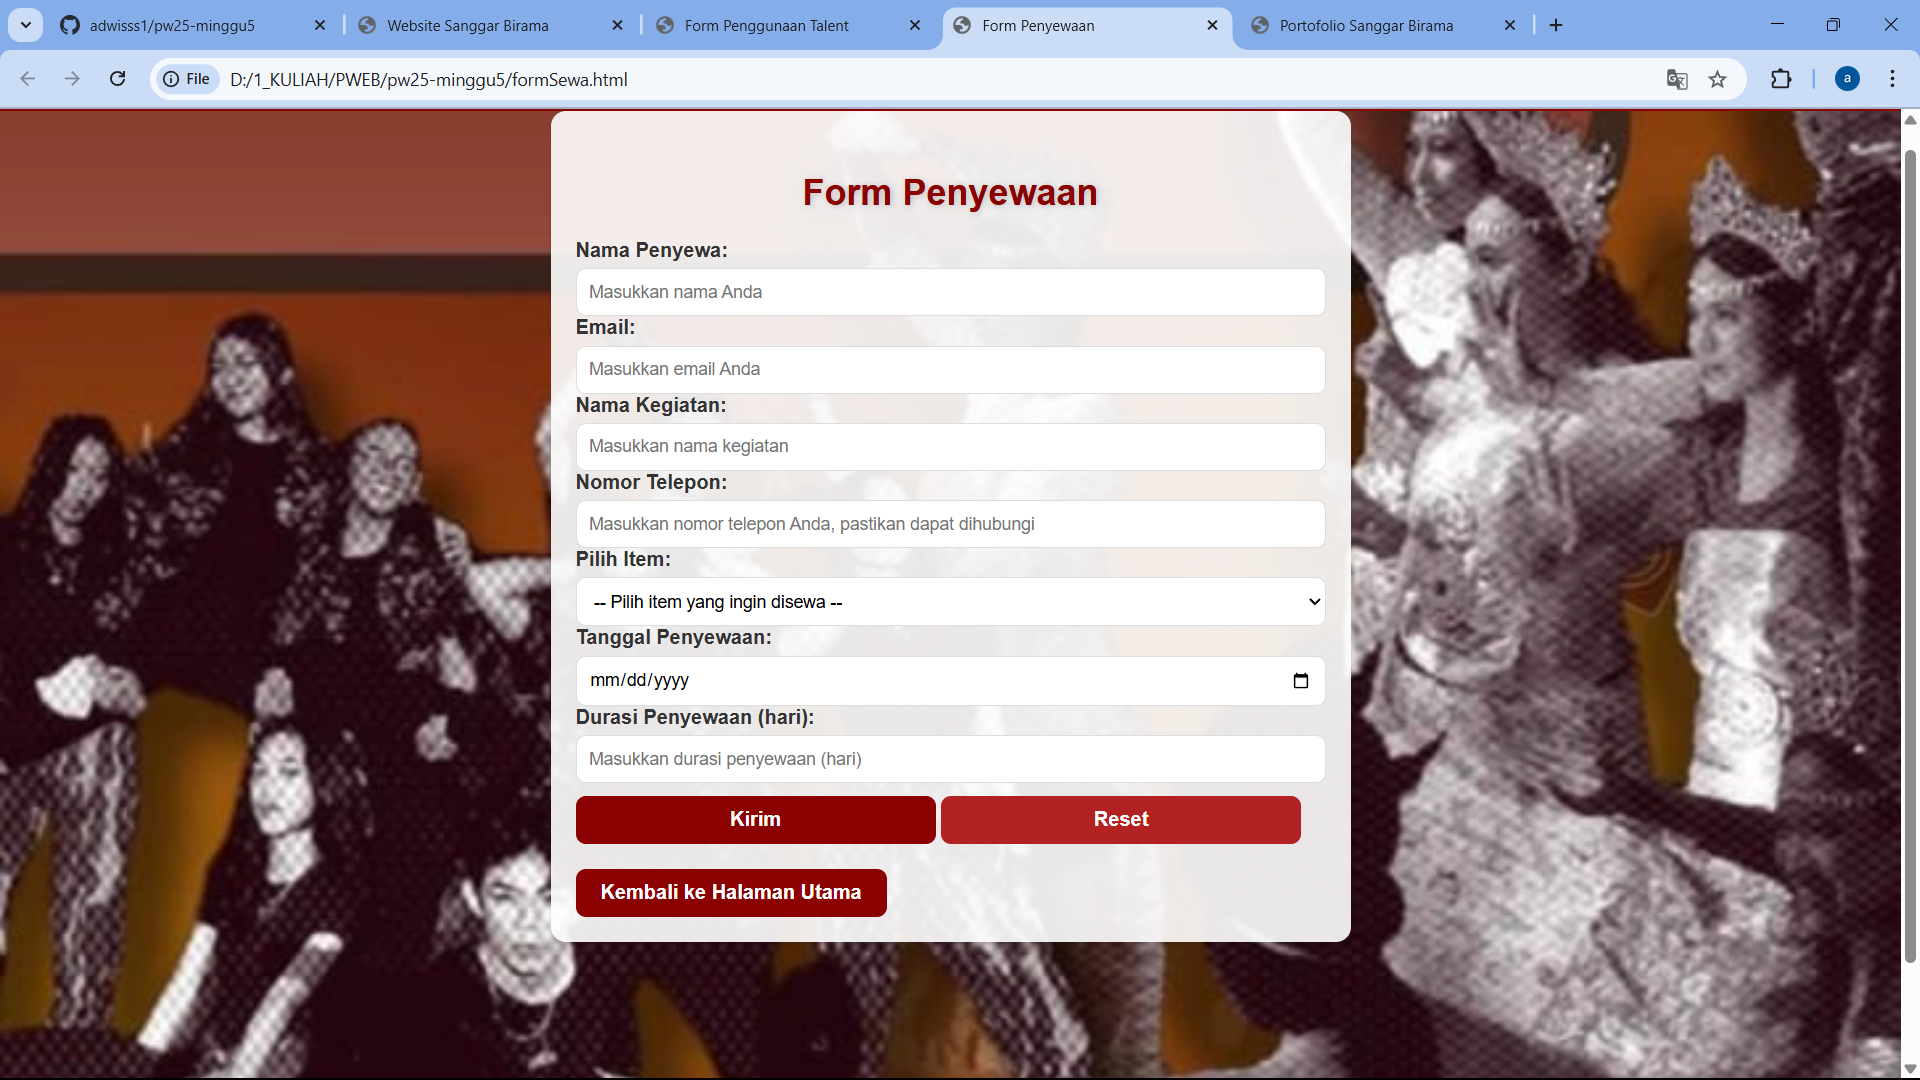 adwisss1/pw25-minggu5
Website Sanggar Birama
Form Penggunaan Talent
Form Penyewaan
Portofolio Sanggar Birama
File
D:/1_KULIAH/PWEB/pw25-minggu5/formSewa.html
a
Form Penyewaan
Nama Penyewa:
Masukkan nama Anda
Email:
Masukkan email Anda
Nama Kegiatan:
Masukkan nama kegiatan
Nomor Telepon:
Masukkan nomor telepon Anda, pastikan dapat dihubungi
Pilih Item:
-- Pilih item yang ingin disewa --
Tanggal Penyewaan:
mm/dd/yyyy
Durasi Penyewaan (hari):
Masukkan durasi penyewaan (hari)
Kirim
Reset
Kembali ke Halaman Utama